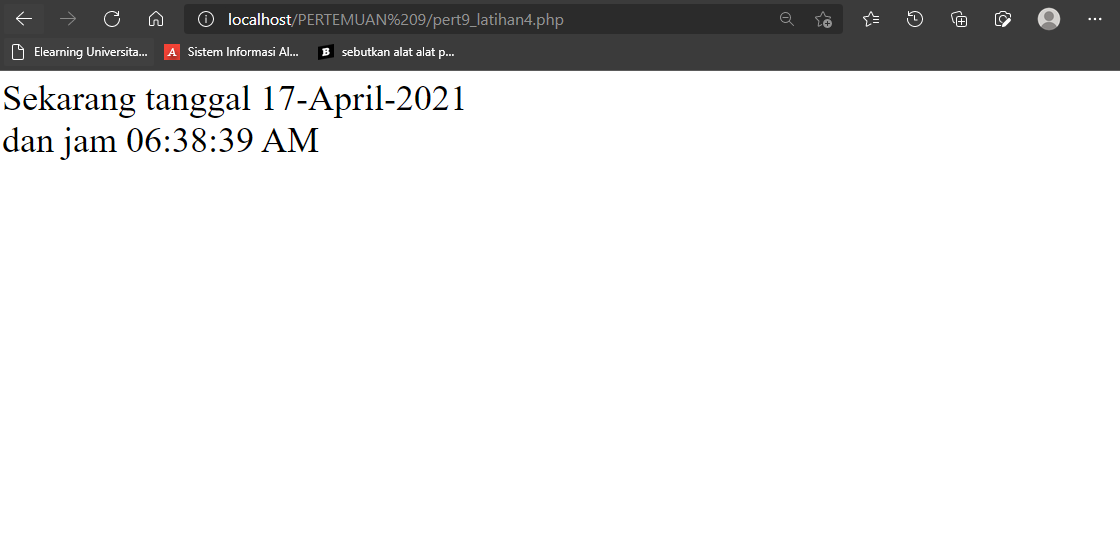 localhost/PERTEMUAN%209/pert9_latihan4.php
Elearning Universita...
A Sistem Informasi Al...
B sebutkan alat alat p...
Sekarang tanggal 17-April-2021
dan jam 06:38:39 AM